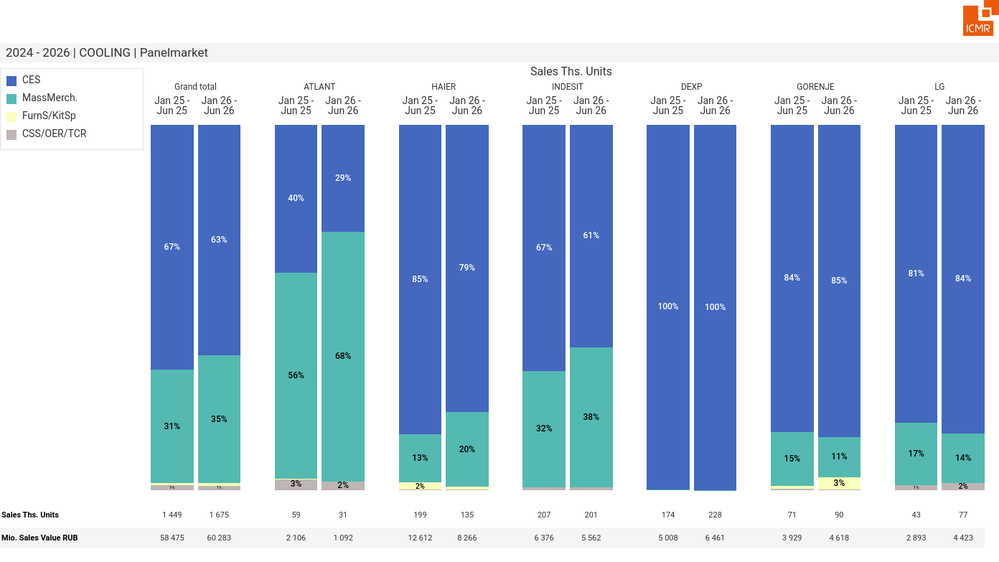 ICMR
2024 - 2026 | COOLING | Panelmarket
CES
MassMerch.
FurnS/KitSp
CSS/OER/TCR
Sales Ths. Units
Grand total ATLANT HAIER INDESIT DEXP GORENJE LG
Jan 25 - Jan 26 - Jan 25 - Jan 26 - Jan 25 - Jan 26 - Jan 25 - Jan 26 - Jan 25 - Jan 26 - Jan 25 - Jan 26 - Jan 25 - Jan 26 -
Jun 25 Jun 26 Jun 25 Jun 26 Jun 25 Jun 26 Jun 25 Jun 26 Jun 25 Jun 26 Jun 25 Jun 26 Jun 25 Jun 26
67% 31% 1%
63% 35% 1%
40% 56% 3%
29% 68% 2%
85% 13% 2%
79% 20%
67% 32%
61% 38%
100%
100%
84% 15%
85% 11% 3%
81% 17% 1%
84% 14% 2%
Sales Ths. Units 1 449 1 675 59 31 199 135 207 201 174 228 71 90 43 77
Mio. Sales Value RUB 58 475 60 283 2 106 1 092 12 612 8 266 6 376 5 562 5 008 6 461 3 929 4 618 2 893 4 423